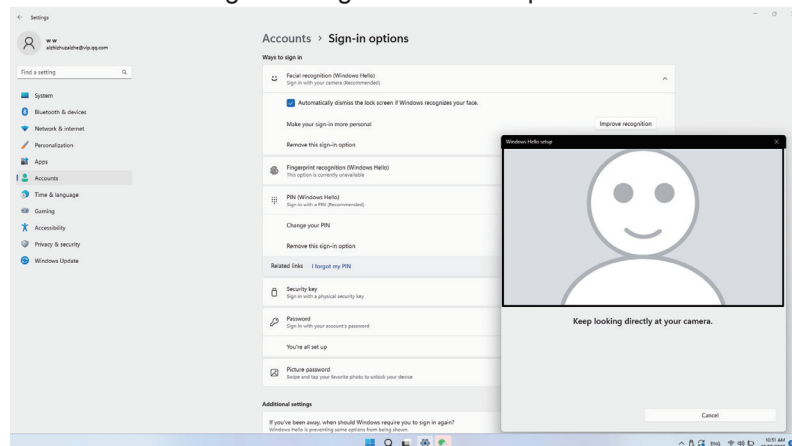 Settings
w w
Find a setting
System
Bluetooth & devices
Network & internet
Personalization
Apps
Accounts
Time & language
Gaming
Accessibility
Privacy & security
Windows Update
Accounts > Sign-in options
Ways to sign in
Facial recognition (Windows Hello)
Sign in with your camera (Recommended)
Automatically dismiss the lock screen if Windows recognizes your face.
Make your sign-in more personal
Improve recognition
Remove this sign-in option
Fingerprint recognition (Windows Hello)
This option is currently unavailable
PIN (Windows Hello)
Sign in with a PIN (Recommended)
Change your PIN
Remove this sign-in option
Related links I forgot my PIN
Security key
Sign in with a physical security key
Password
Sign in with your account's password
You're all set up
Picture password
Swipe and tap your favorite photo to unlock your device
Additional settings
If you've been away, when should Windows require you to sign in again?
Windows Hello is preventing some options from being shown.
Windows Hello setup
Keep looking directly at your camera.
Cancel
ENG
10:51 AM